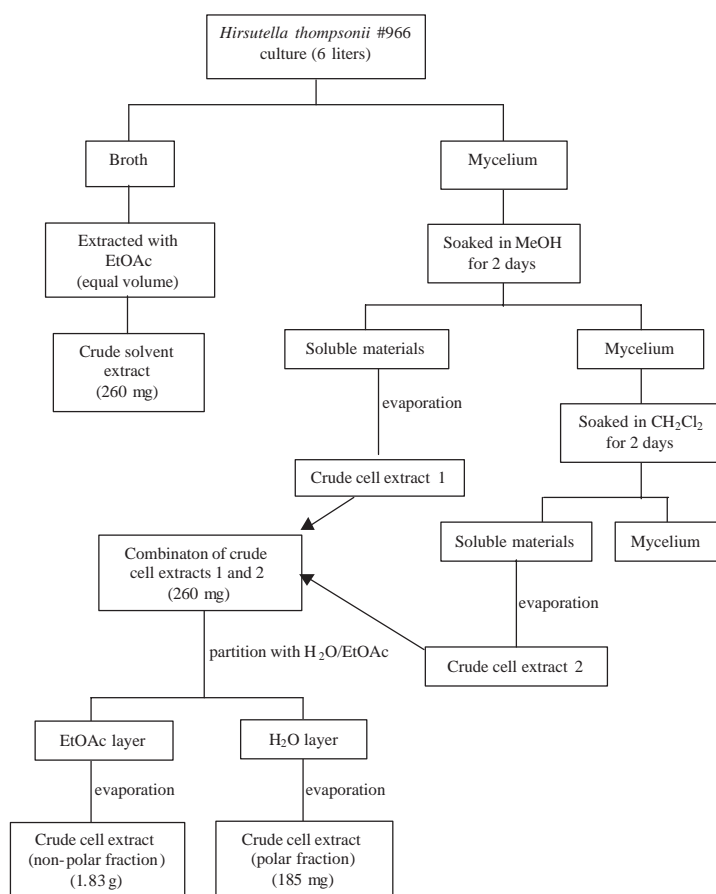 Hirsutella thompsonii #966
culture (6 liters)
Broth
Mycelium
Extracted with
EtOAc
(equal volume)
Soaked in MeOH
for 2 days
Crude solvent
extract
(260 mg)
Soluble materials
Mycelium
evaporation
Soaked in CH₂Cl₂
for 2 days
Crude cell extract 1
Soluble materials
Mycelium
Combinaton of crude
cell extracts 1 and 2
(260 mg)
evaporation
partition with H₂O/EtOAc
Crude cell extract 2
EtOAc layer
H₂O layer
evaporation
evaporation
Crude cell extract
(non-polar fraction)
(1.83 g)
Crude cell extract
(polar fraction)
(185 mg)